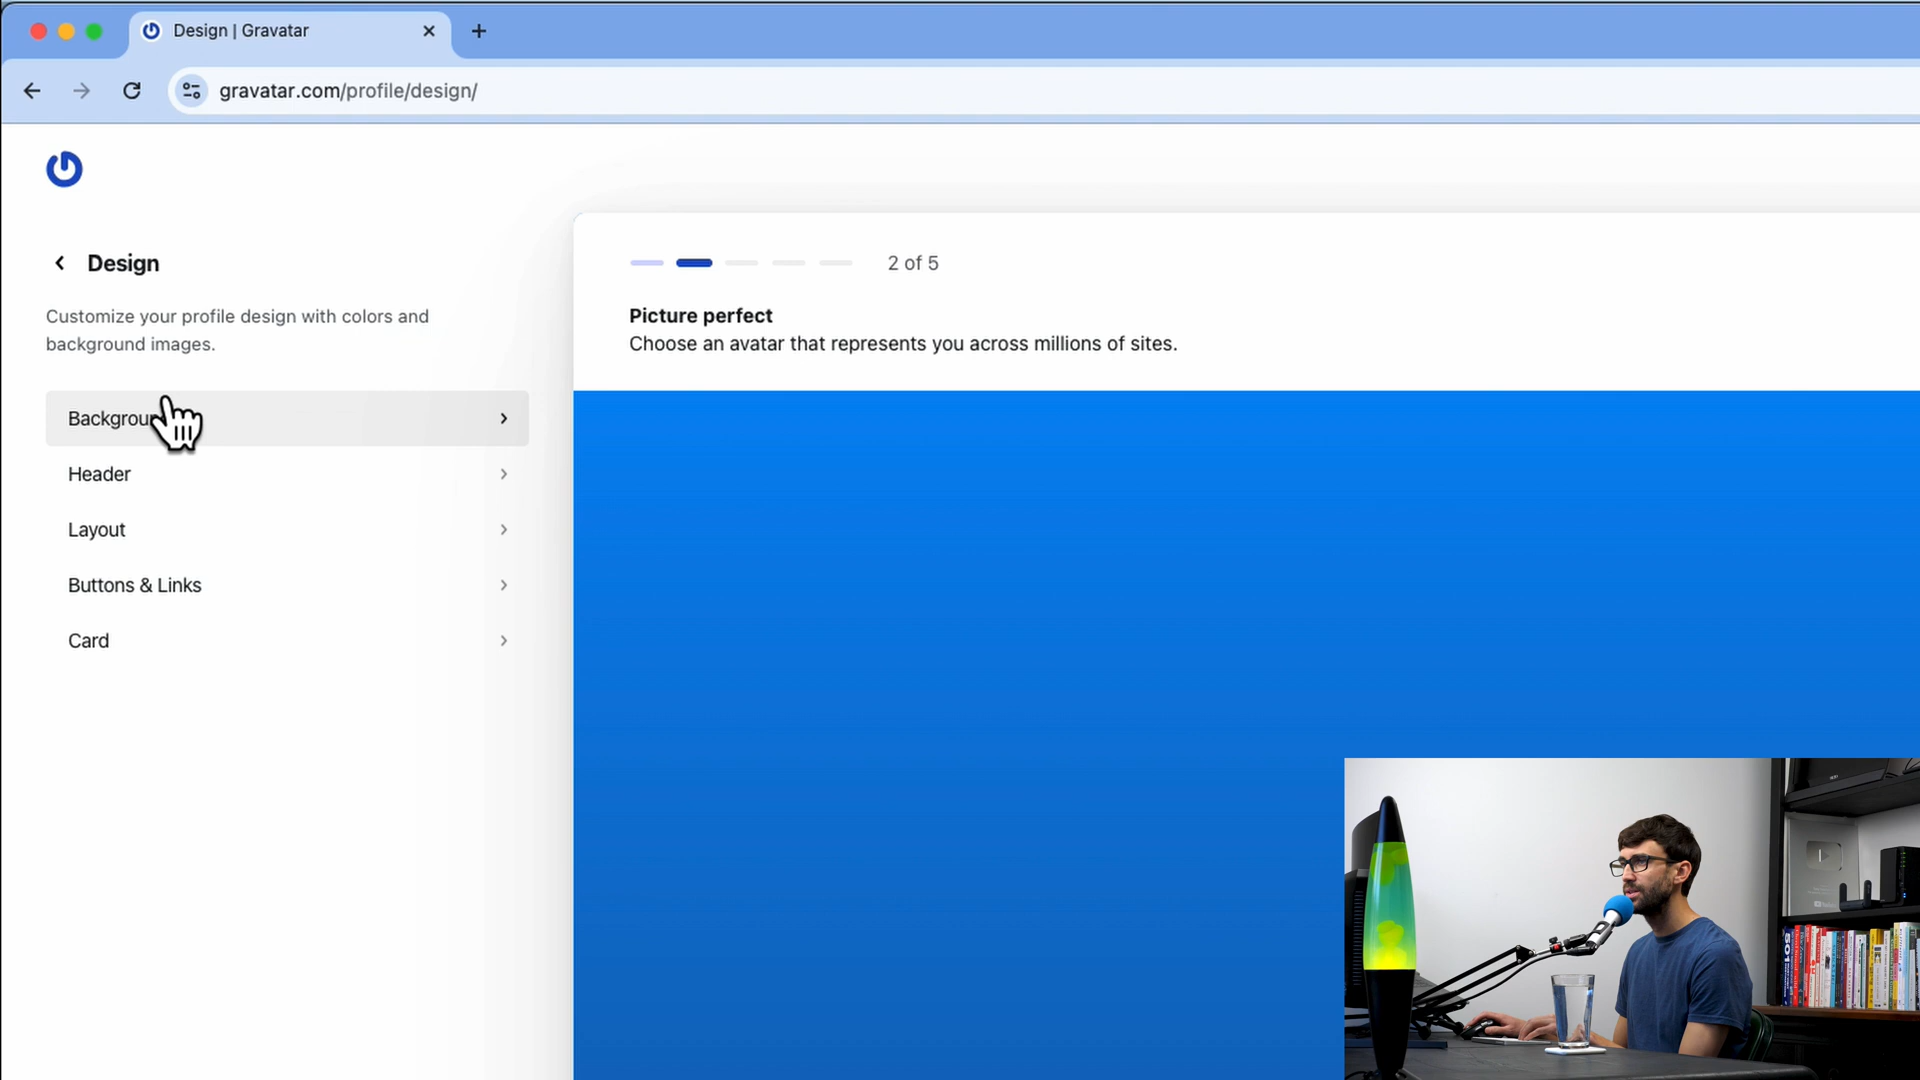 Design | Gravatar
gravatar.com/profile/design/
Design
2 of 5
Customize your profile design with colors and
background images.
Picture perfect
Choose an avatar that represents you across millions of sites.
Header
Layout
Buttons & Links
Card